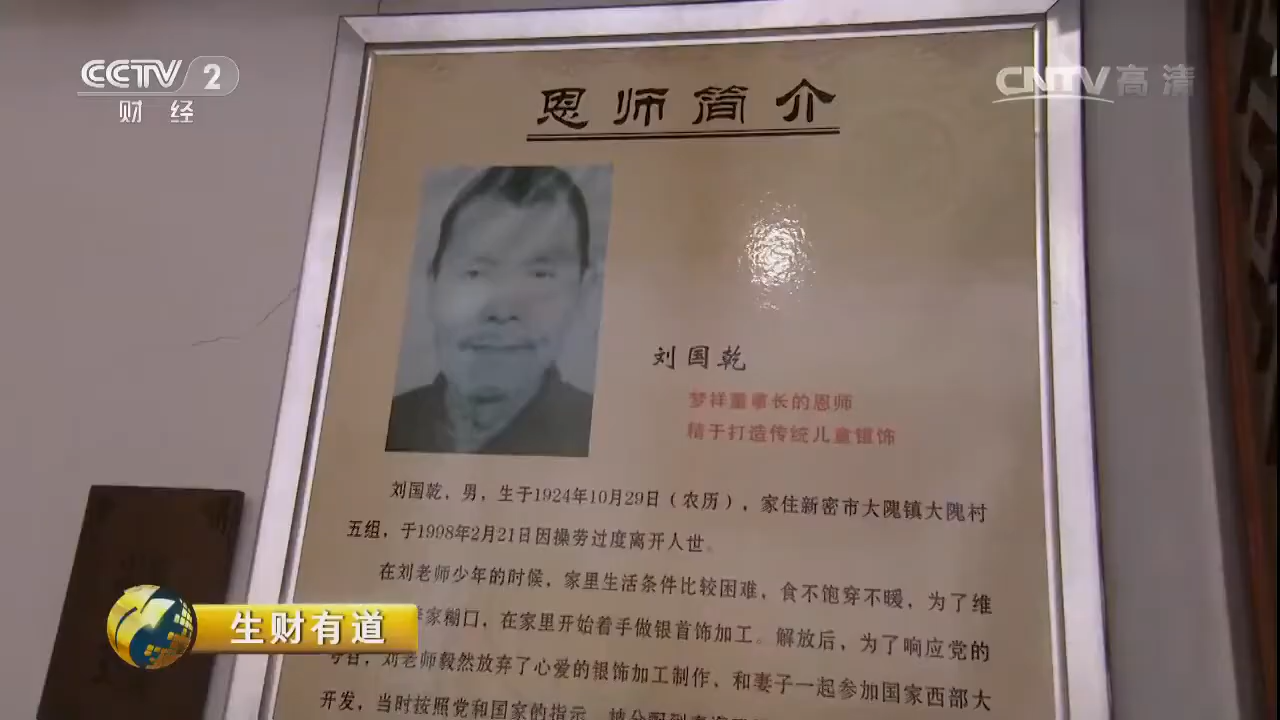 CCTV 2
财经
CNTV高清
恩师简介
刘国乾
梦祥董事长的恩师
精于打造传统儿童银饰
刘国乾，男，生于1924年10月29日（农历），家住新密市大隗镇大隗村
五组，于1998年2月21日因操劳过度离开人世。
在刘老师少年的时候，家里生活条件比较困难，食不饱穿不暖，为了维
家糊口，在家里开始着手做银首饰加工。解放后，为了响应党的
号召，刘老师毅然放弃了心爱的银饰加工制作，和妻子一起参加国家西部大
开发，当时按照党和国家的指示，被分配到青海
生财有道